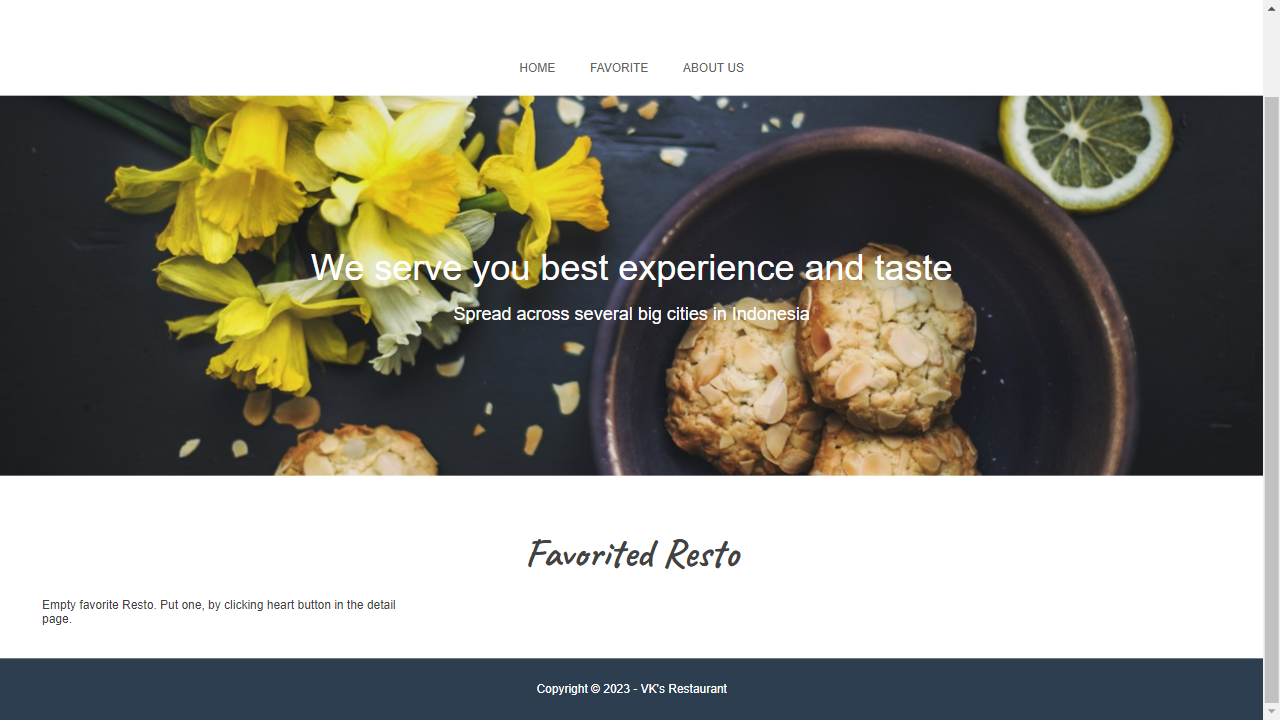 HOME FAVORITE ABOUT US
We serve you best experience and taste
Spread across several big cities in Indonesia
Favorited Resto
Empty favorite Resto. Put one, by clicking heart button in the detail
page.
Copyright © 2023 - VK's Restaurant